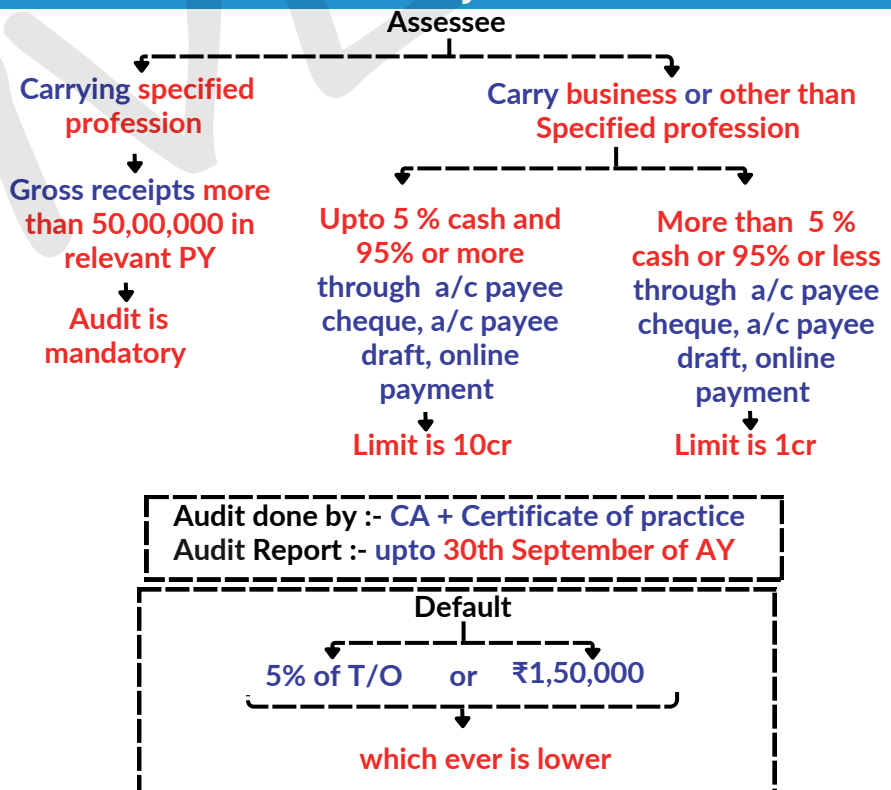 Assessee
Carrying specified
profession
Gross receipts more
than 50,00,000 in
relevant PY
Audit is
mandatory
Carry business or other than
Specified profession
Upto 5 % cash and
95% or more
through a/c payee
cheque, a/c payee
draft, online
payment
Limit is 10cr
More than 5 %
cash or 95% or less
through a/c payee
cheque, a/c payee
draft, online
payment
Limit is 1cr
Audit done by :- CA + Certificate of practice
Audit Report :- upto 30th September of AY
Default
5% of T/O or ₹1,50,000
which ever is lower